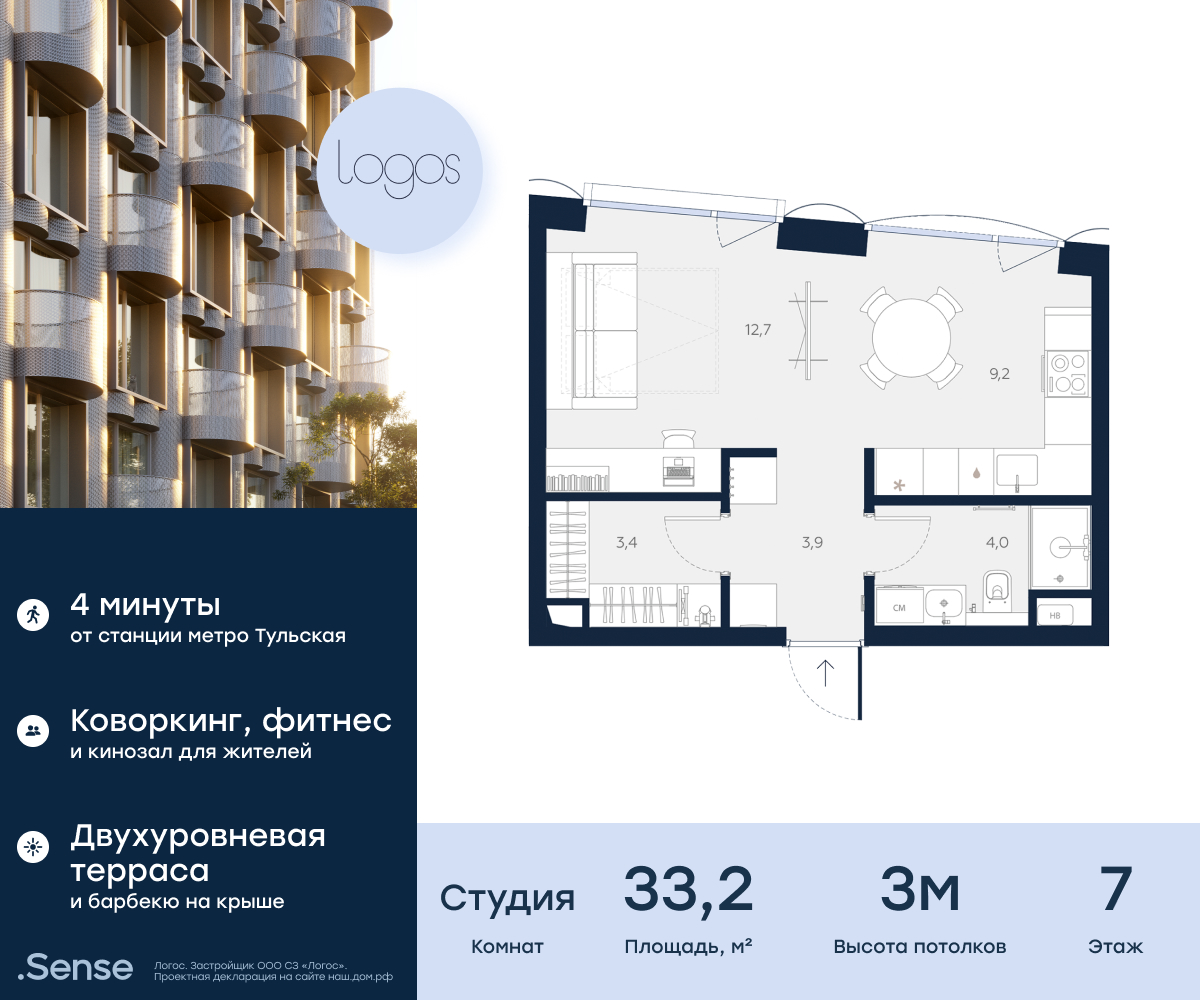 logos
12,7
9,2
3,4
3,9
4,0
СМ
НВ
4 минуты
от станции метро Тульская
Коворкинг, фитнес
и кинозал для жителей
Двухуровневая
терраса
и барбекю на крыше
.Sense
Логос. Застройщик ООО СЗ «Логос».
Проектная декларация на сайте наш.дом.рф
Студия
Комнат
33,2
Площадь, м²
3м
Высота потолков
7
Этаж